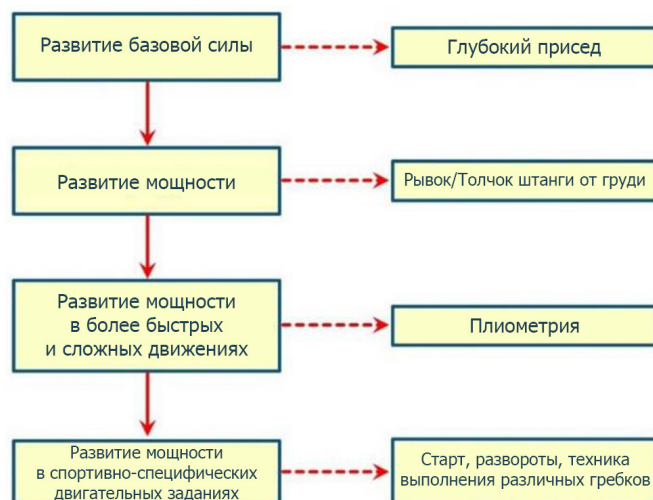 Развитие базовой силы
Глубокий присед
Развитие мощности
Рывок/Толчок штанги от груди
Развитие мощности
в более быстрых
и сложных движениях
Плиометрия
Развитие мощности
в спортивно-специфических
двигательных заданиях
Старт, развороты, техника
выполнения различных гребков